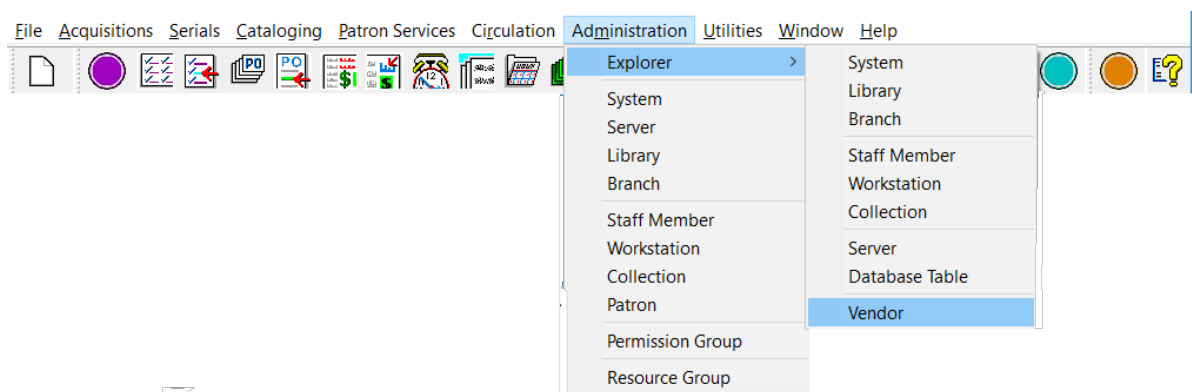 File Acquisitions Serials Cataloging Patron Services Circulation Administration Utilities Window Help
PO PO
12
Explorer >
System
Server
Library
Branch
Staff Member
Workstation
Collection
Patron
Permission Group
Resource Group
System
Library
Branch
Staff Member
Workstation
Collection
Server
Database Table
Vendor